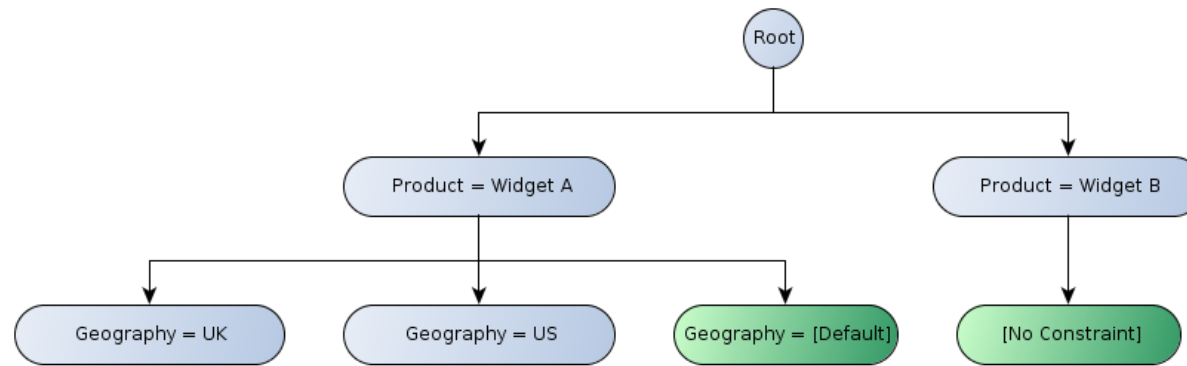 Root
Product = Widget A
Product = Widget B
Geography = UK
Geography = US
Geography = [Default]
[No Constraint]